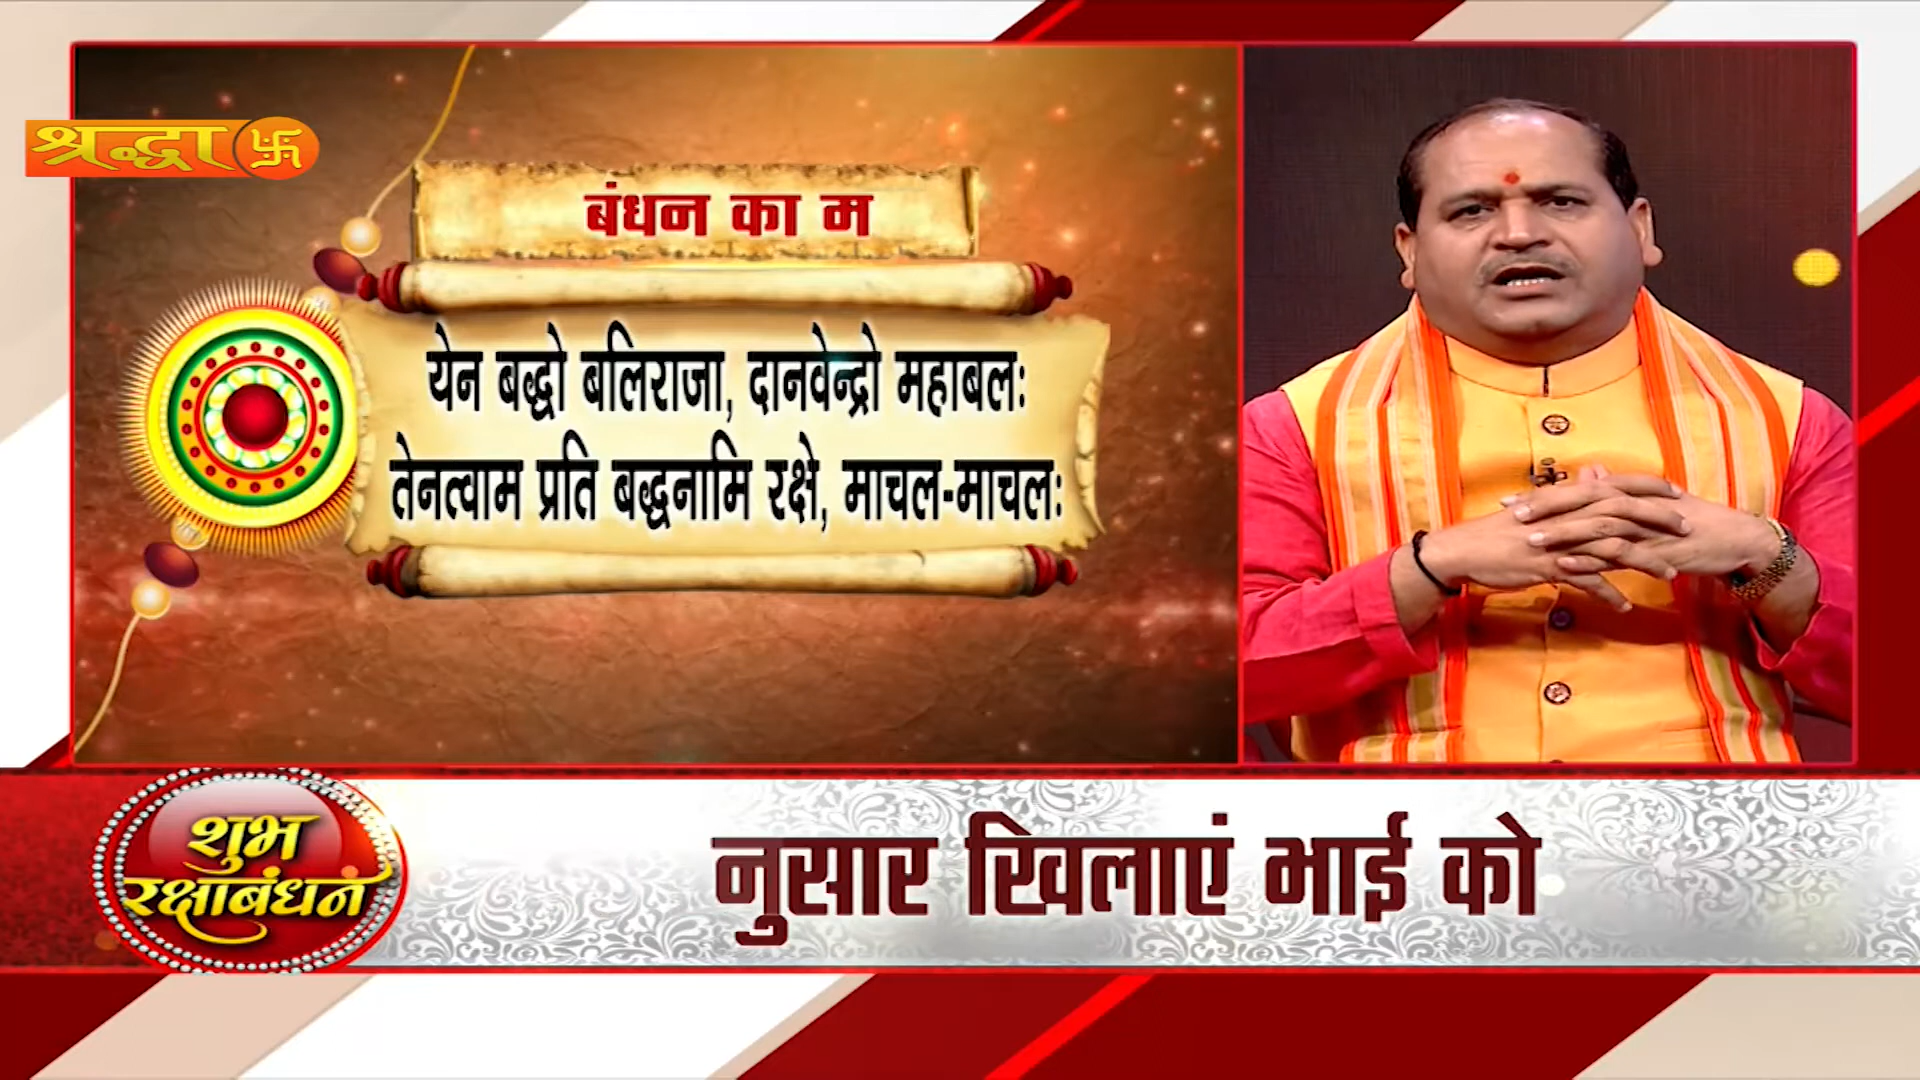 श्रद्धा
बंधन का म
येन बद्धो बलिराजा, दानवेन्द्रो महाबलः
तेनत्वाम प्रति बद्धनामि रक्षे, माचल-माचलः
शुभ
रक्षाबंधन
नुसार खिलाएं भाई को